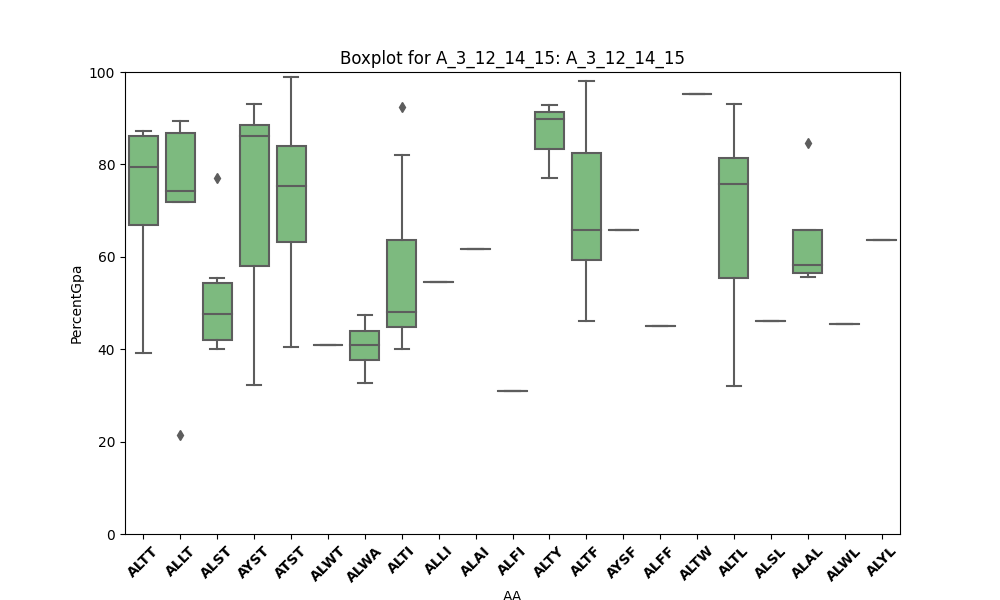 Boxplot for A_3_12_14_15: A_3_12_14_15
100
80
60
40
20
0
PercentGpa
ALTT ALLT ALST AYST ATST ALWT ALWA ALTI ALLI ALAI ALFI ALTY ALTF AYSF ALFF ALTW ALTL ALSL ALAL ALWL ALYL
AA